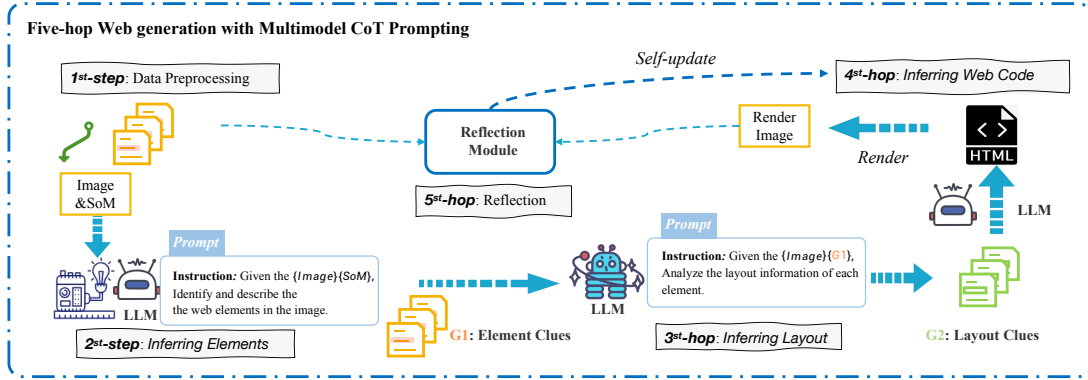 Five-hop Web generation with Multimodel CoT Prompting
1st-step: Data Preprocessing
Self-update
4st-hop: Inferring Web Code
Reflection
Module
Render
Image
< >
HTML
Render
Image
&SoM
5st-hop: Reflection
LLM
Prompt
Instruction: Given the {Image}{SoM},
Identify and describe the
the web elements in the image.
LLM
2st-step: Inferring Elements
G1: Element Clues
Prompt
Instruction: Given the {Image}{G1},
Analyze the layout information of each
element.
LLM
3st-hop: Inferring Layout
G2: Layout Clues